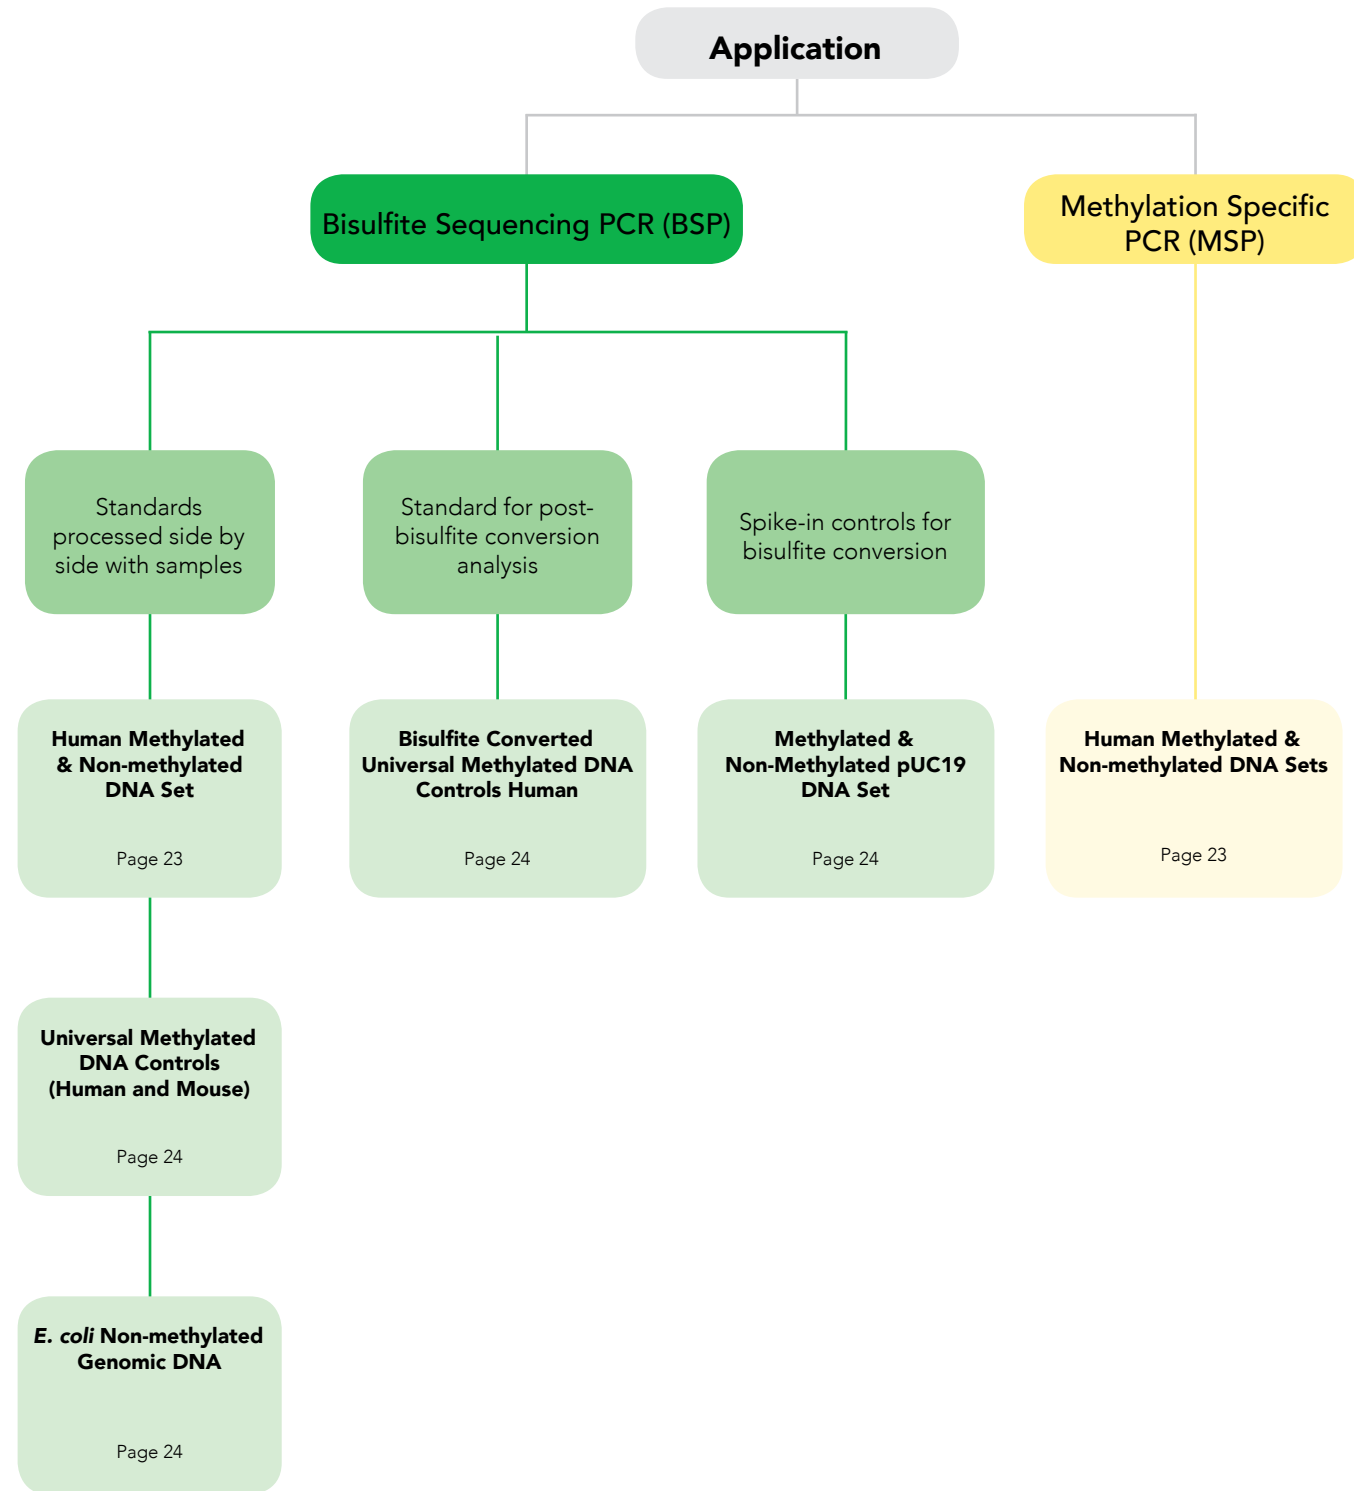 Application
Bisulfite Sequencing PCR (BSP)
Methylation Specific
PCR (MSP)
Standards
processed side by
side with samples
Standard for post-
bisulfite conversion
analysis
Spike-in controls for
bisulfite conversion
Human Methylated
& Non-methylated
DNA Set
Page 23
Bisulfite Converted
Universal Methylated DNA
Controls Human
Page 24
Methylated &
Non-Methylated pUC19
DNA Set
Page 24
Human Methylated &
Non-methylated DNA Sets
Page 23
Universal Methylated
DNA Controls
(Human and Mouse)
Page 24
E. coli Non-methylated
Genomic DNA
Page 24